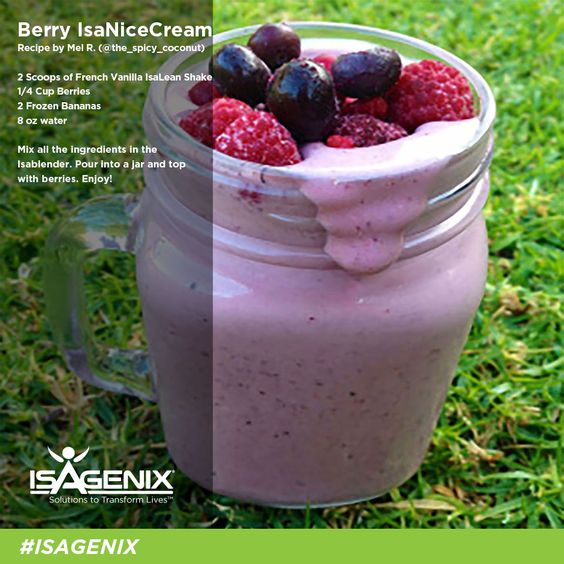 Berry IsaNiceCream
Recipe by Mel R. (@the_spicy_coconut)
2 Scoops of French Vanilla IsaLean Shake
1/4 Cup Berries
2 Frozen Bananas
8 oz water
Mix all the ingredients in the
Isablender. Pour into a jar and top
with berries. Enjoy!
ISAGENIX®
Solutions to Transform Lives™
#ISAGENIX